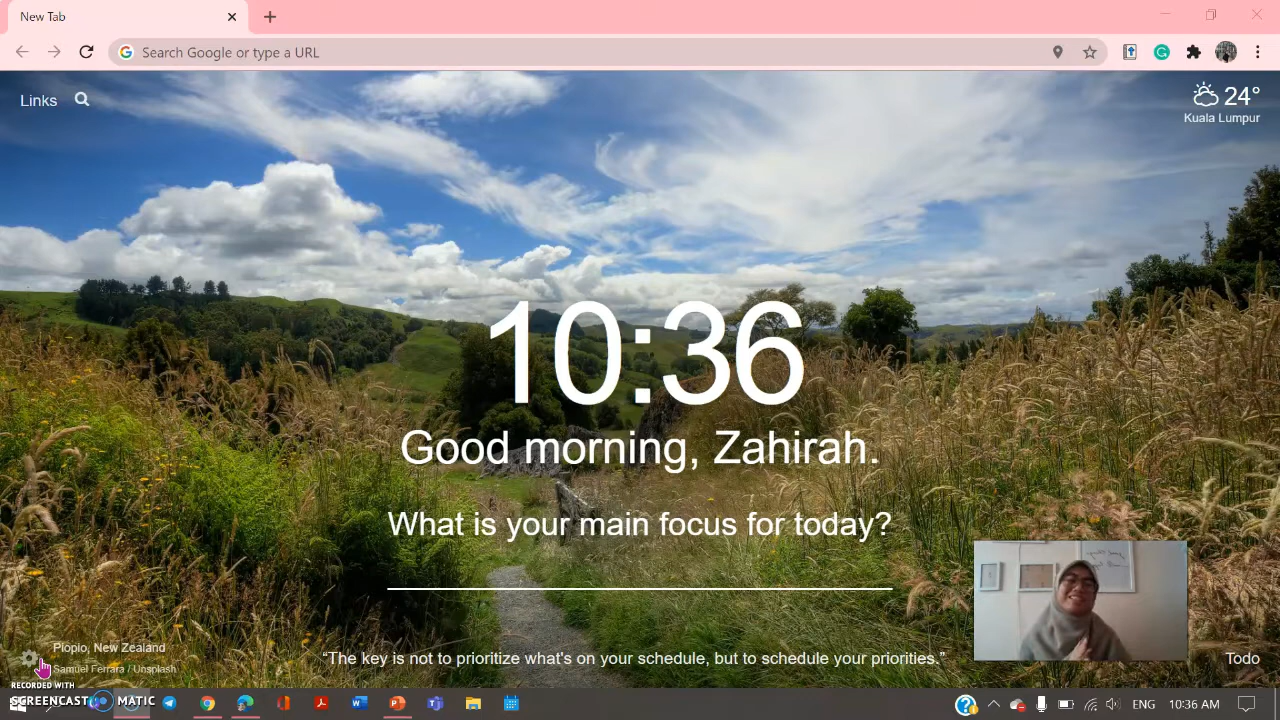 New Tab
Search Google or type a URL
Links
24°
Kuala Lumpur
10:36
Good morning, Zahirah.
What is your main focus for today?
Piopio, New Zealand
Samuel Ferrara / Unsplash
“The key is not to prioritize what's on your schedule, but to schedule your priorities.”
Todo
RECORDED WITH
SCREENCAST MATIC
ENG
10:36 AM